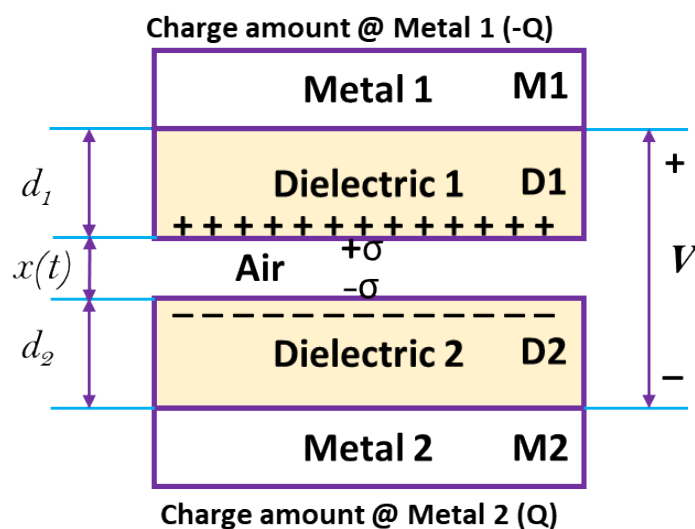 Charge amount @ Metal 1 (-Q)
Metal 1 M1
d₁
Dielectric 1 D1
+
+ + + + + + + + + + + + +
+σ
x(t)
Air
V
-σ
− − − − − − − − − − − − −
d₂
Dielectric 2 D2
−
Metal 2 M2
Charge amount @ Metal 2 (Q)